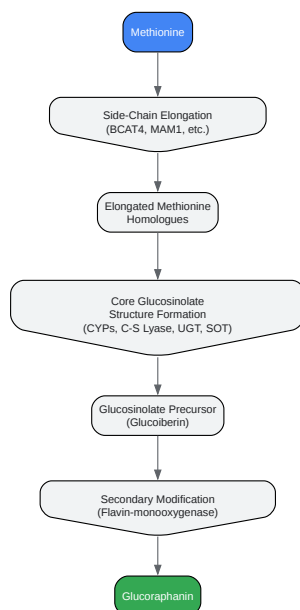 Methionine
Side-Chain Elongation
(BCAT4, MAM1, etc.)
Elongated Methionine
Homologues
Core Glucosinolate
Structure Formation
(CYPs, C-S Lyase, UGT, SOT)
Glucosinolate Precursor
(Glucoiberin)
Secondary Modification
(Flavin-monooxygenase)
Glucoraphanin